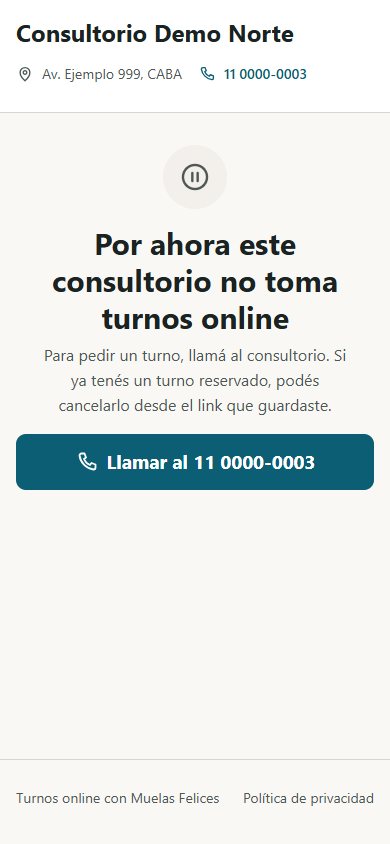 Consultorio Demo Norte
Av. Ejemplo 999, CABA 11 0000-0003
Por ahora este
consultorio no toma
turnos online
Para pedir un turno, llamá al consultorio. Si
ya tenés un turno reservado, podés
cancelarlo desde el link que guardaste.
Llamar al 11 0000-0003
Turnos online con Muelas Felices Política de privacidad